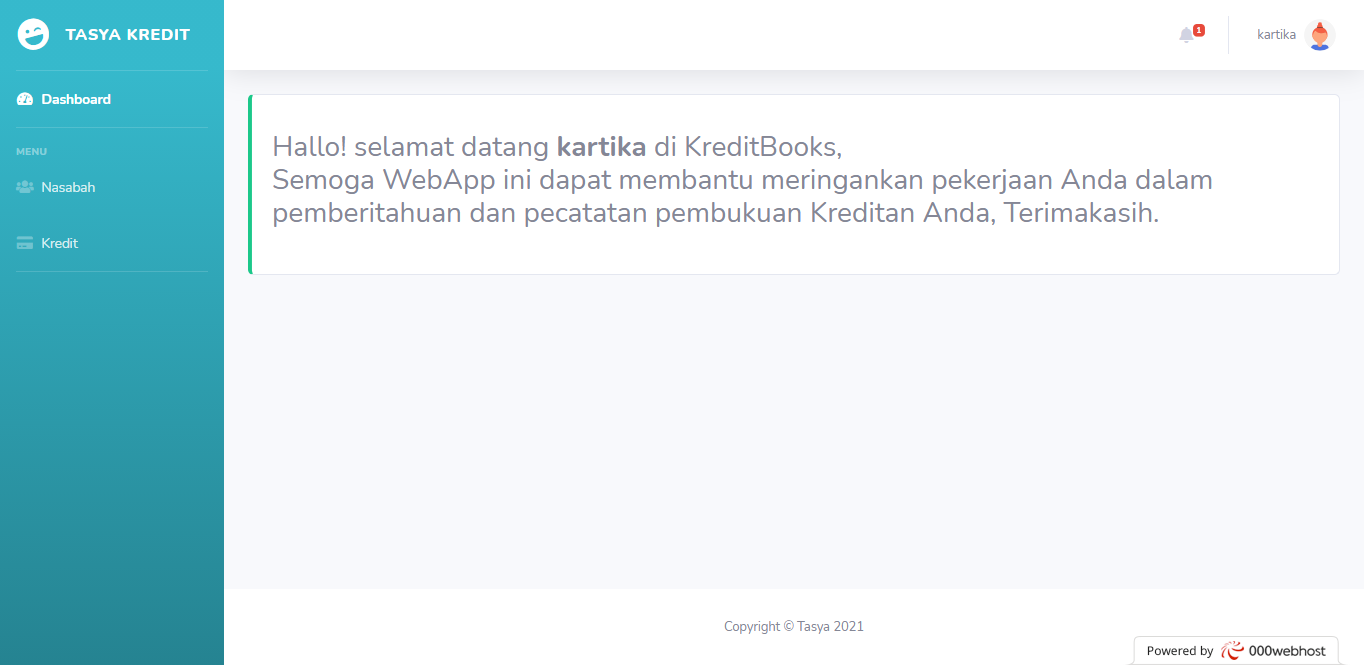 TASYA KREDIT
1
kartika
Dashboard
MENU
Nasabah
Kredit
Hallo! selamat datang kartika di KreditBooks,
Semoga WebApp ini dapat membantu meringankan pekerjaan Anda dalam
pemberitahuan dan pecatatan pembukuan Kreditan Anda, Terimakasih.
Copyright © Tasya 2021
Powered by 000webhost